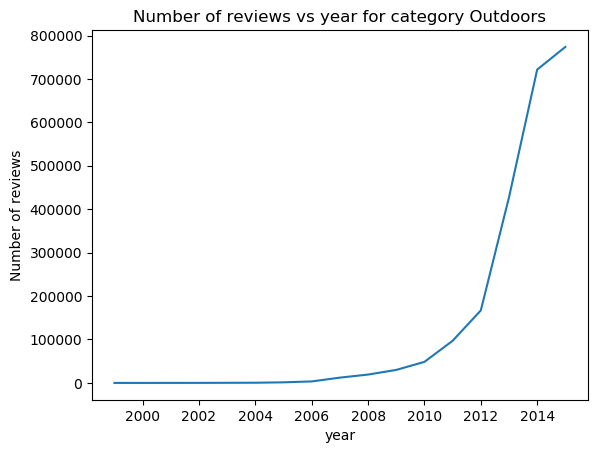 Number of reviews vs year for category Outdoors
800000
700000
600000
500000
400000
300000
200000
100000
0
Number of reviews
2000 2002 2004 2006 2008 2010 2012 2014
year